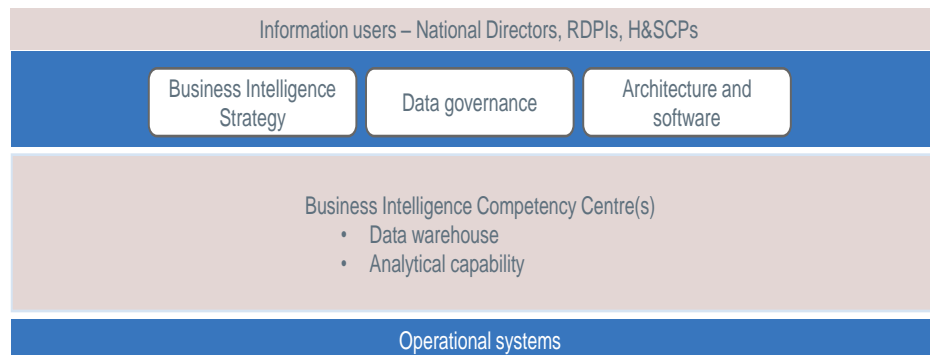 Information users – National Directors, RDPIs, H&SCPs
Business Intelligence
Strategy
Data governance
Architecture and
software
Business Intelligence Competency Centre(s)
• Data warehouse
• Analytical capability
Operational systems